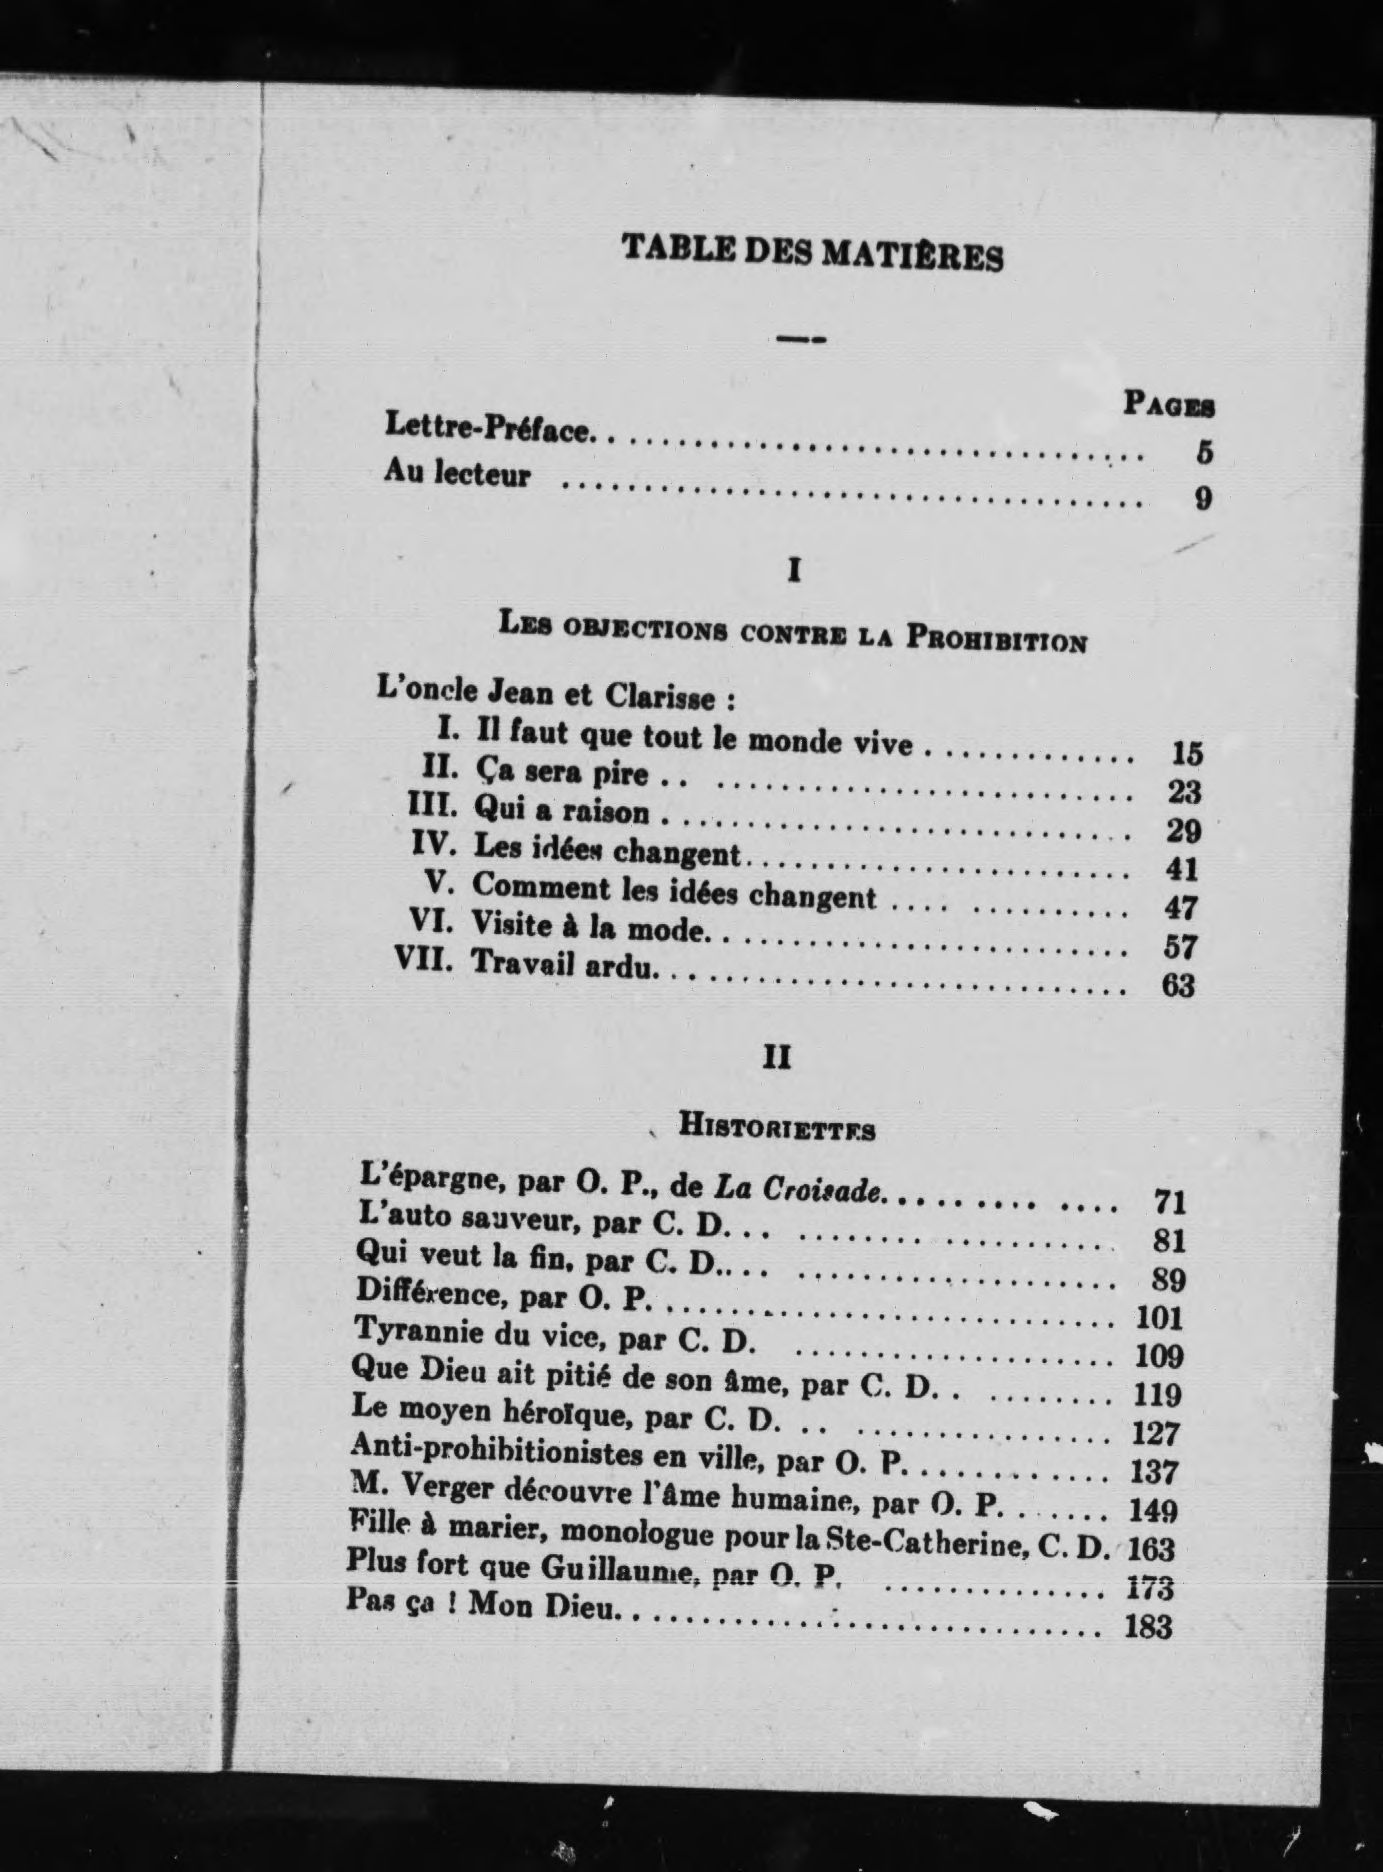 TABLE DES MATIÈRES
PAGES
Lettre-Préface. . . . . . . . . . . . . . . . . . . . . . . . . . . . . . . . . . 5
Au lecteur . . . . . . . . . . . . . . . . . . . . . . . . . . . . . . . . . . . . 9
I
LES OBJECTIONS CONTRE LA PROHIBITION
L'oncle Jean et Clarisse :
I. Il faut que tout le monde vive . . . . . . . . . . . . . 15
II. Ça sera pire . . . . . . . . . . . . . . . . . . . . . . . . . . . . 23
III. Qui a raison . . . . . . . . . . . . . . . . . . . . . . . . . . . . . 29
IV. Les idées changent. . . . . . . . . . . . . . . . . . . . . . . . 41
V. Comment les idées changent . . . . . . . . . . . . . . 47
VI. Visite à la mode. . . . . . . . . . . . . . . . . . . . . . . . . . 57
VII. Travail ardu. . . . . . . . . . . . . . . . . . . . . . . . . . . . . 63
II
HISTORIETTES
L'épargne, par O. P., de La Croisade. . . . . . . . . . . . . . 71
L'auto sauveur, par C. D. . . . . . . . . . . . . . . . . . . . . . 81
Qui veut la fin, par C. D.. . . . . . . . . . . . . . . . . . . . . . . 89
Différence, par O. P. . . . . . . . . . . . . . . . . . . . . . . . . . . . 101
Tyrannie du vice, par C. D. . . . . . . . . . . . . . . . . . . . . 109
Que Dieu ait pitié de son âme, par C. D. . . . . . . . . . 119
Le moyen héroïque, par C. D. . . . . . . . . . . . . . . . . . . 127
Anti-prohibitionistes en ville, par O. P. . . . . . . . . . . . . 137
M. Verger découvre l'âme humaine, par O. P. . . . . . . 149
Fille à marier, monologue pour la Ste-Catherine, C. D. 163
Plus fort que Guillaume, par O. P. . . . . . . . . . . . . . . 173
Pas ça ! Mon Dieu. . . . . . . . . . . . . . . . . . . . . . . . . . . . . . 183